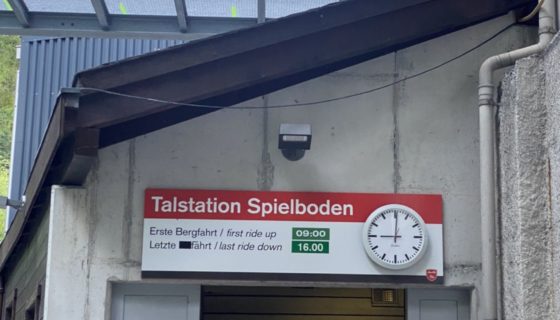 Talstation Spielboden
Erste Bergfahrt / first ride up 09:00
Letzte fährt / last ride down 16.00